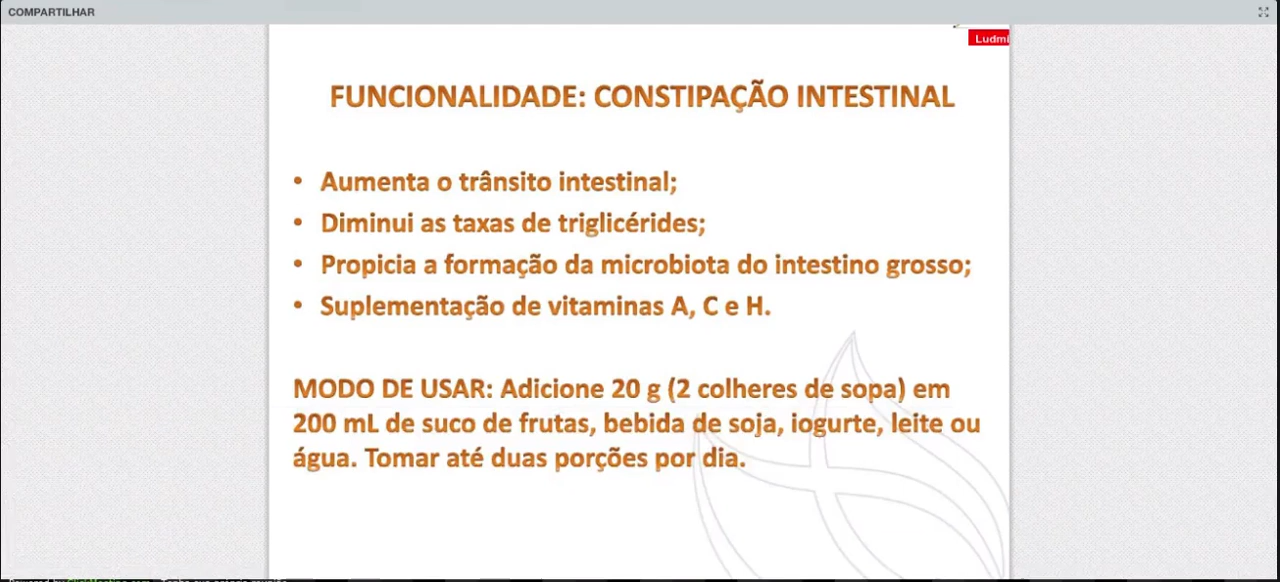 COMPARTILHAR
Ludmi
FUNCIONALIDADE: CONSTIPAÇÃO INTESTINAL
• Aumenta o trânsito intestinal;
• Diminui as taxas de triglicérides;
• Propicia a formação da microbiota do intestino grosso;
• Suplementação de vitaminas A, C e H.
MODO DE USAR: Adicione 20 g (2 colheres de sopa) em
200 mL de suco de frutas, bebida de soja, iogurte, leite ou
água. Tomar até duas porções por dia.